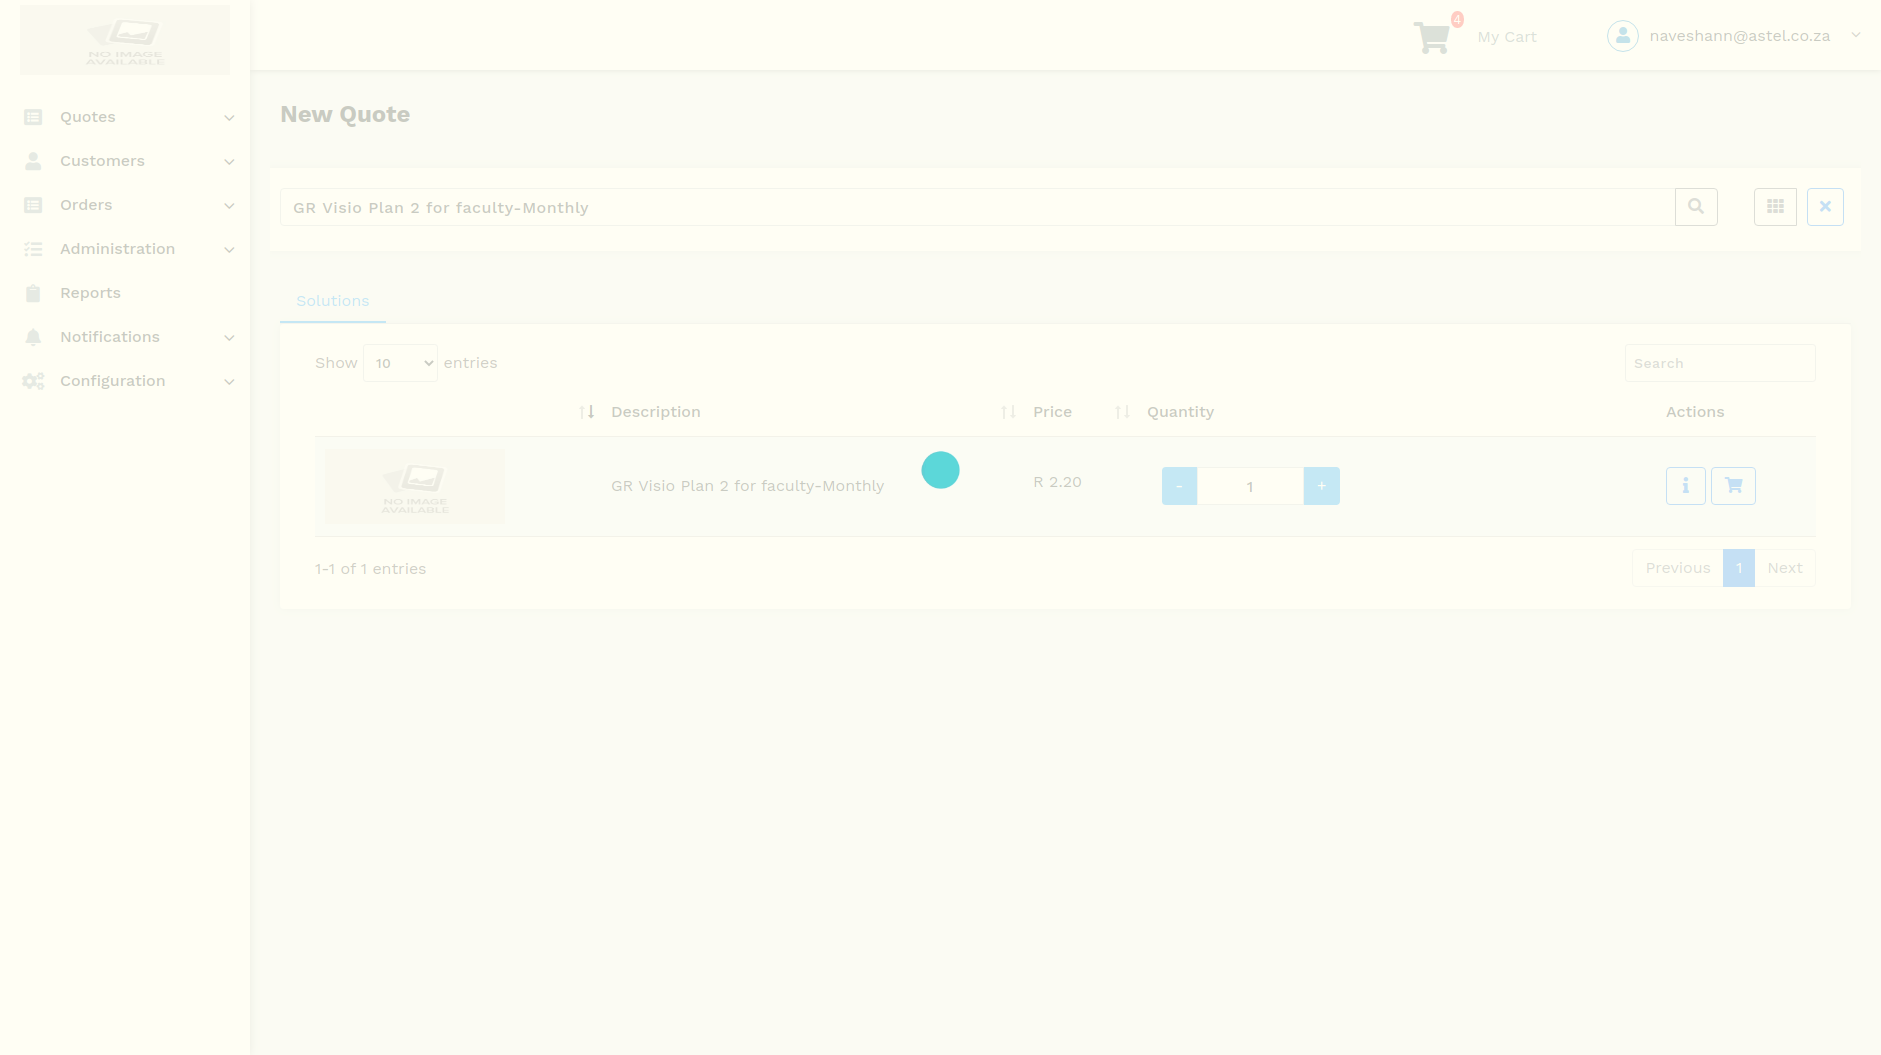 NO IMAGE
AVAILABLE
4
My Cart
naveshann@astel.co.za
Quotes
Customers
Orders
Administration
Reports
Notifications
Configuration
New Quote
GR Visio Plan 2 for faculty-Monthly
Solutions
Show 10 entries
Search
Description Price Quantity Actions
NO IMAGE
AVAILABLE
GR Visio Plan 2 for faculty-Monthly R 2.20 - 1 +
1-1 of 1 entries
Previous 1 Next